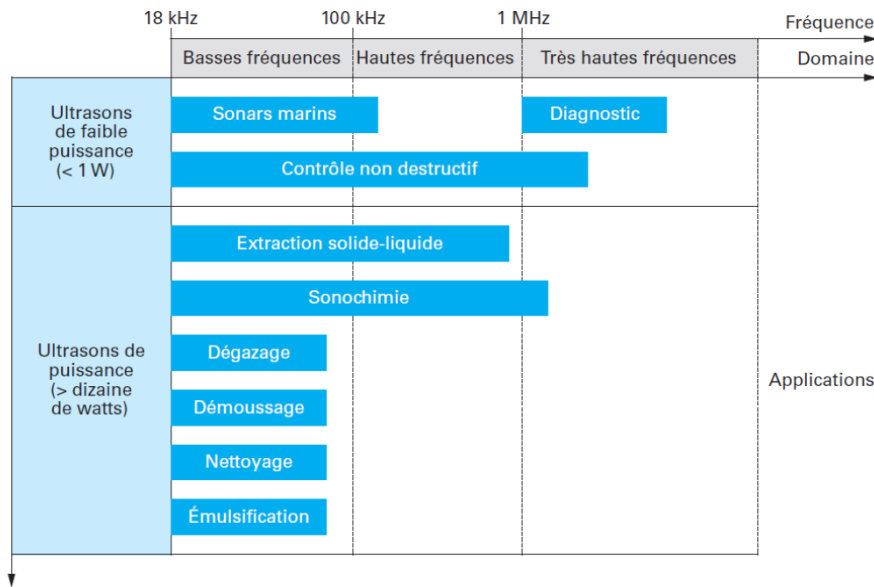 18 kHz
100 kHz
1 MHz
Fréquence
Basses fréquences
Hautes fréquences
Très hautes fréquences
Domaine
Ultrasons
de faible
puissance
(< 1 W)
Sonars marins
Diagnostic
Contrôle non destructif
Ultrasons de
puissance
(> dizaine
de watts)
Extraction solide-liquide
Sonochimie
Dégazage
Démoussage
Nettoyage
Émulsification
Applications